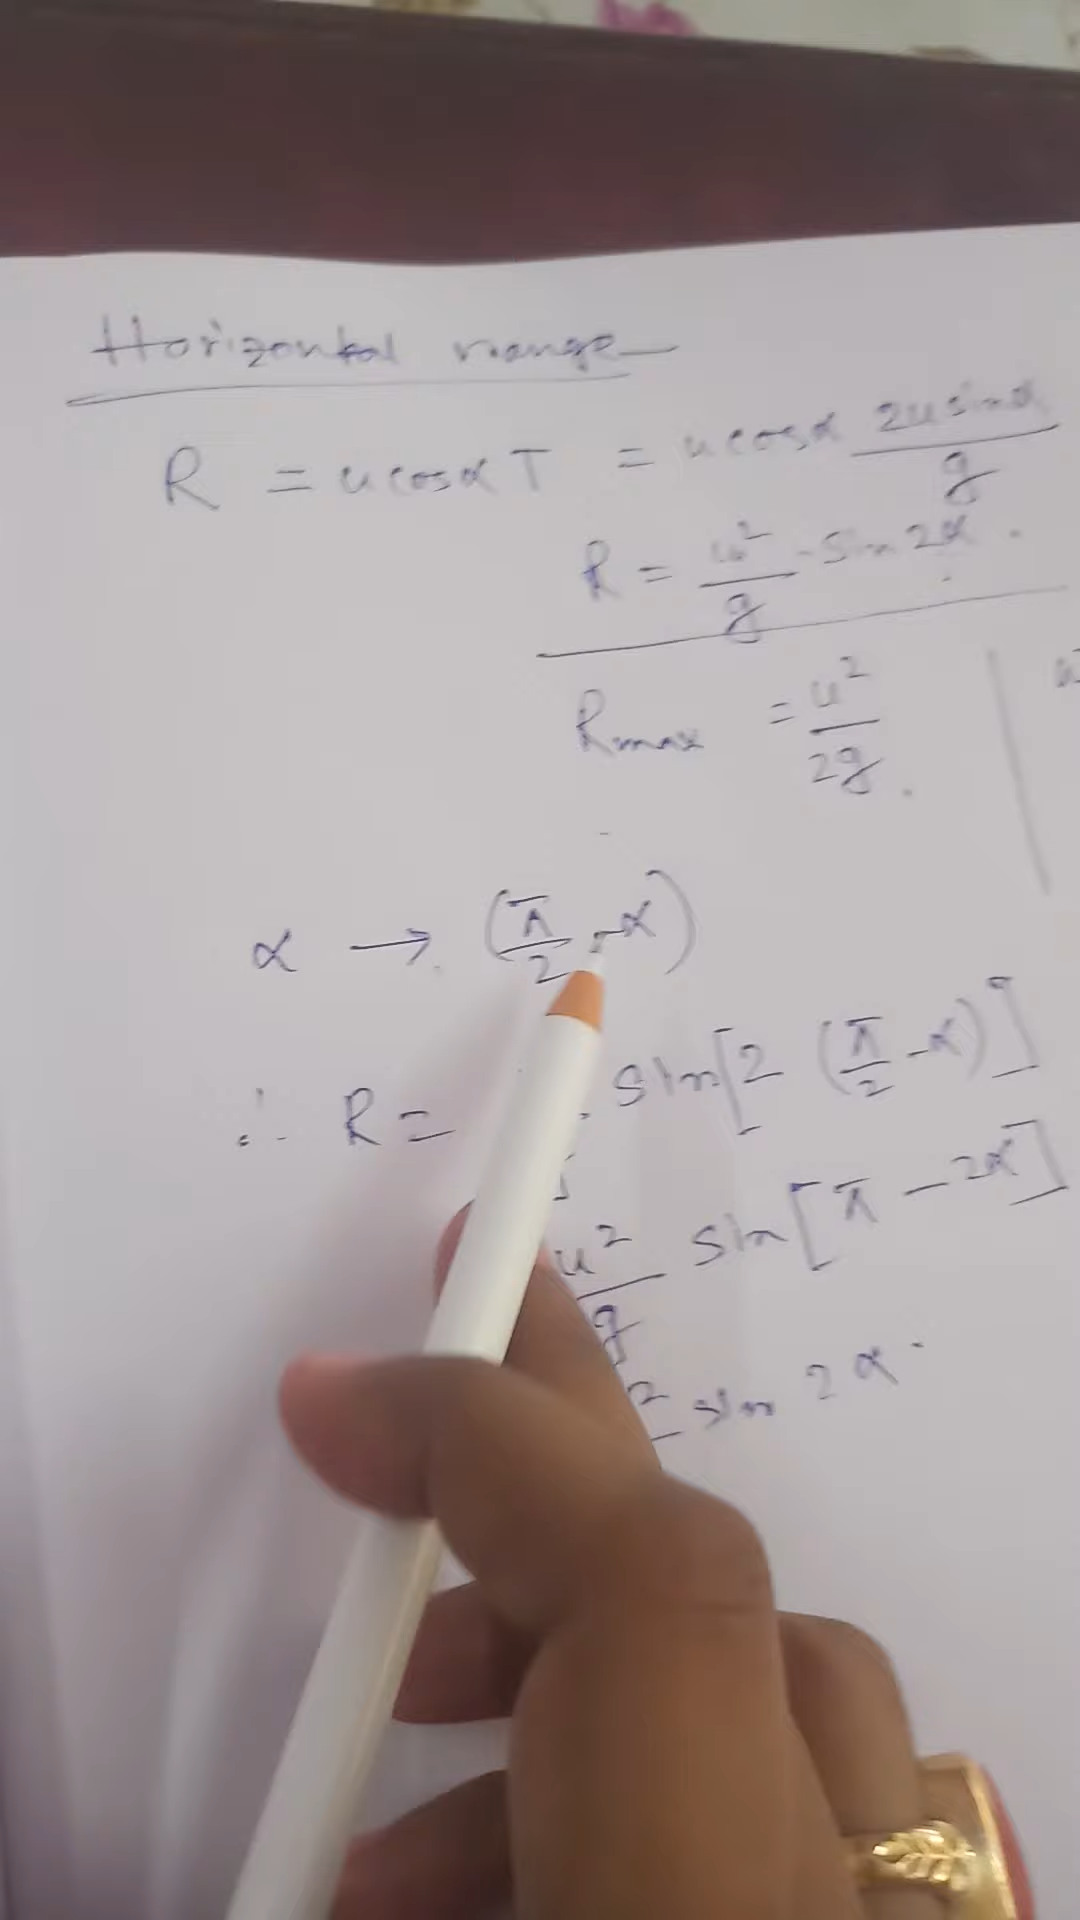 Horizontal range
R = u cosα T = u cosα 2u sinα / g
R = u² / g · sin 2α .
Rmax = u² / 2g .
α → (π/2 - α)
∴ R = . sin[2 (π/2 - α)]
u² / g sin[π - 2α]
2 sin 2α .